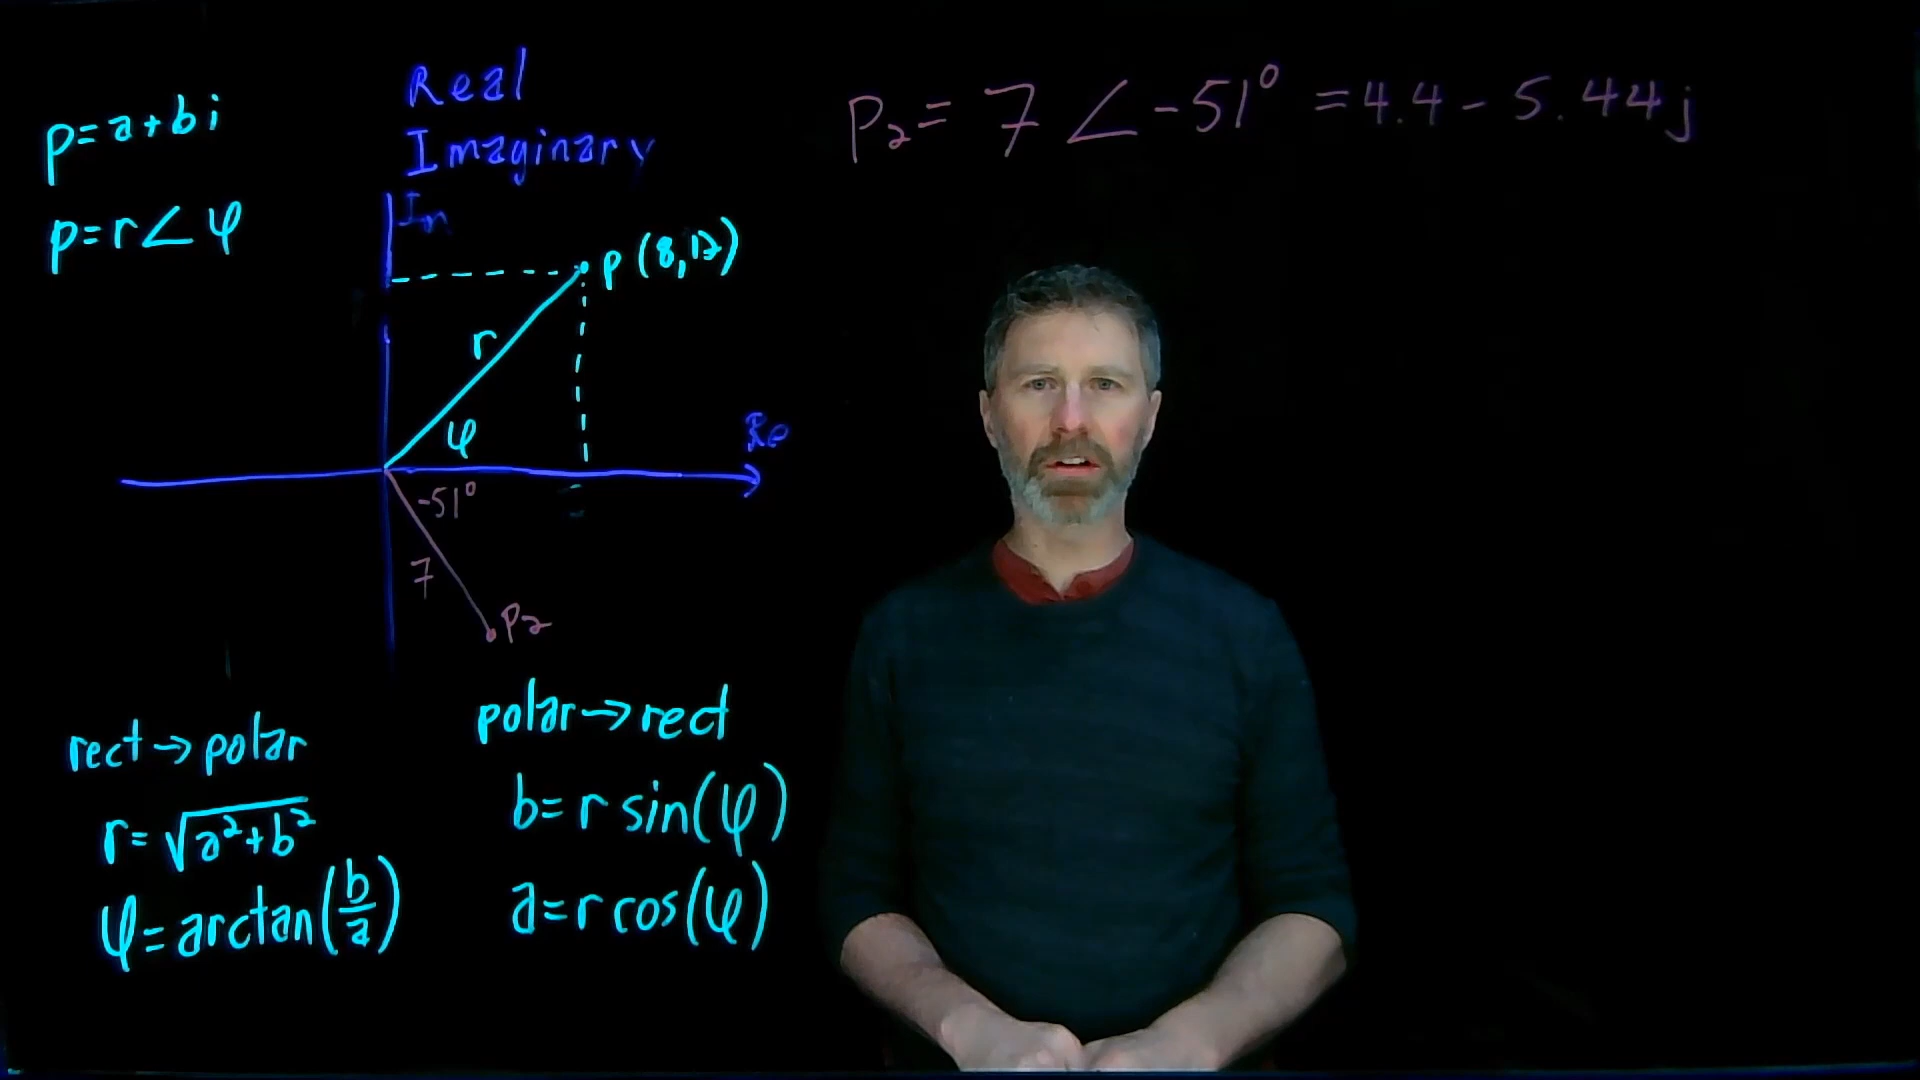 p=a+bi
p=r∠φ
Real
Imaginary
Im
p(8,12)
r
φ
Re
-51°
7
P2
rect→polar
r=√a²+b²
φ=arctan(b/a)
polar→rect
b=r sin(φ)
a=r cos(φ)
P2= 7 ∠-51° =4.4-5.44j